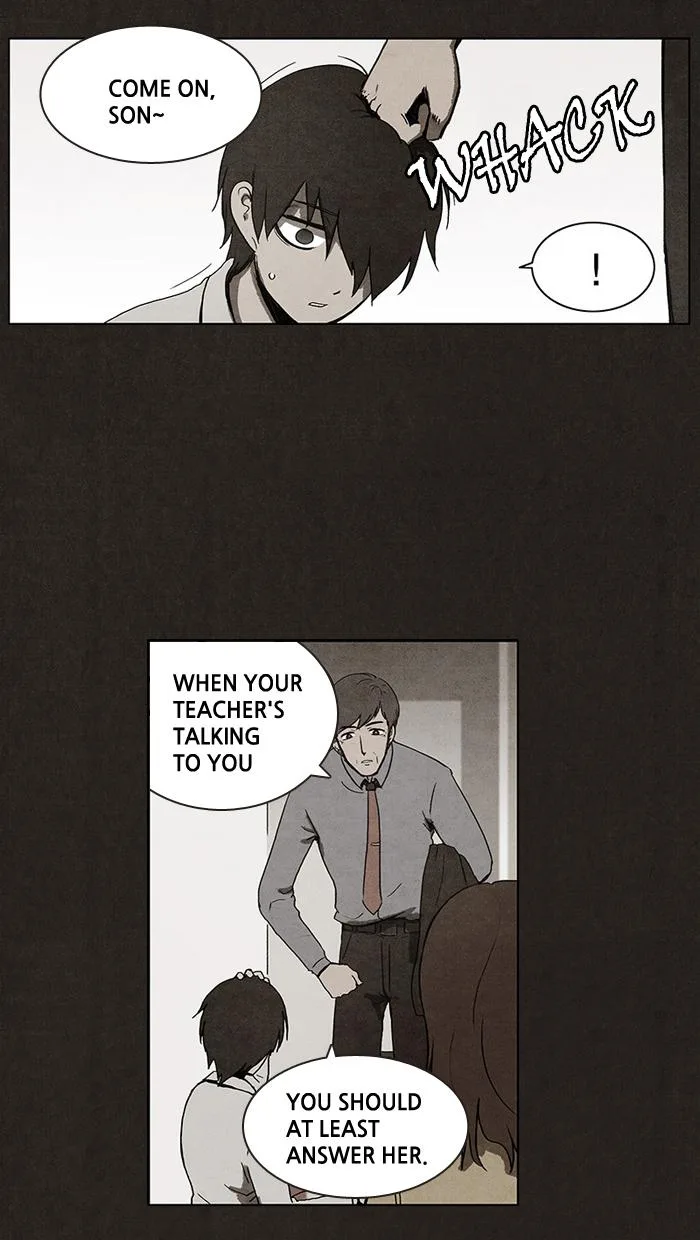 COME ON,
SON~
WHACK
!
WHEN YOUR
TEACHER'S
TALKING
TO YOU
YOU SHOULD
AT LEAST
ANSWER HER.